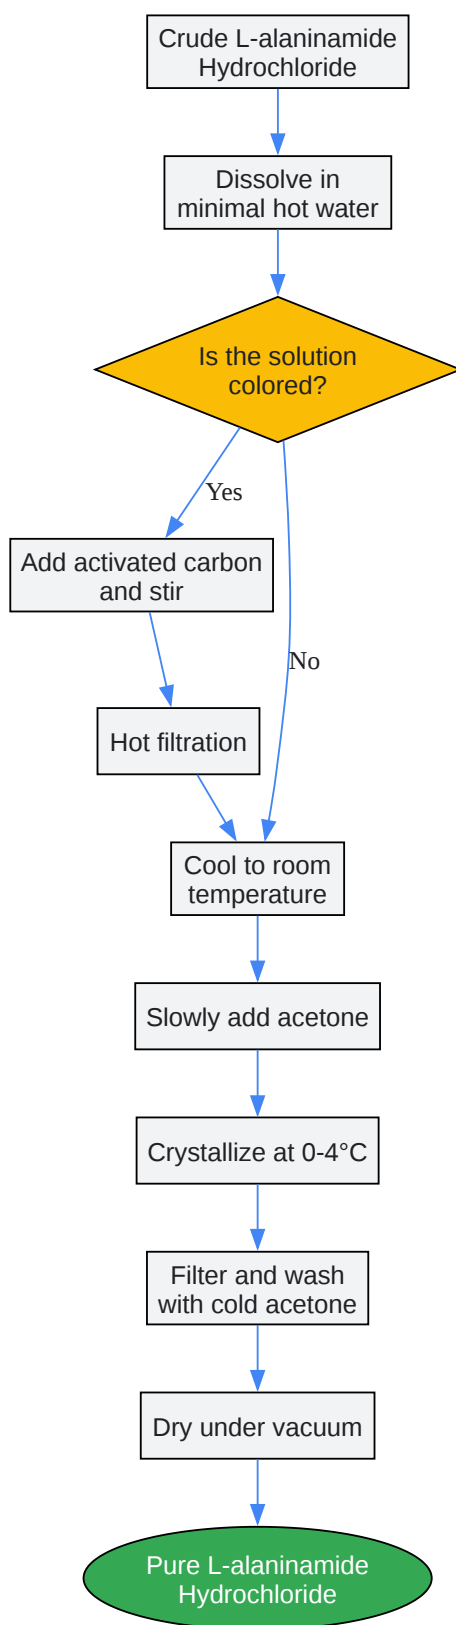 Crude L-alaninamide
Hydrochloride
Dissolve in
minimal hot water
Is the solution
colored?
Yes
Add activated carbon
and stir
No
Hot filtration
Cool to room
temperature
Slowly add acetone
Crystallize at 0-4°C
Filter and wash
with cold acetone
Dry under vacuum
Pure L-alaninamide
Hydrochloride